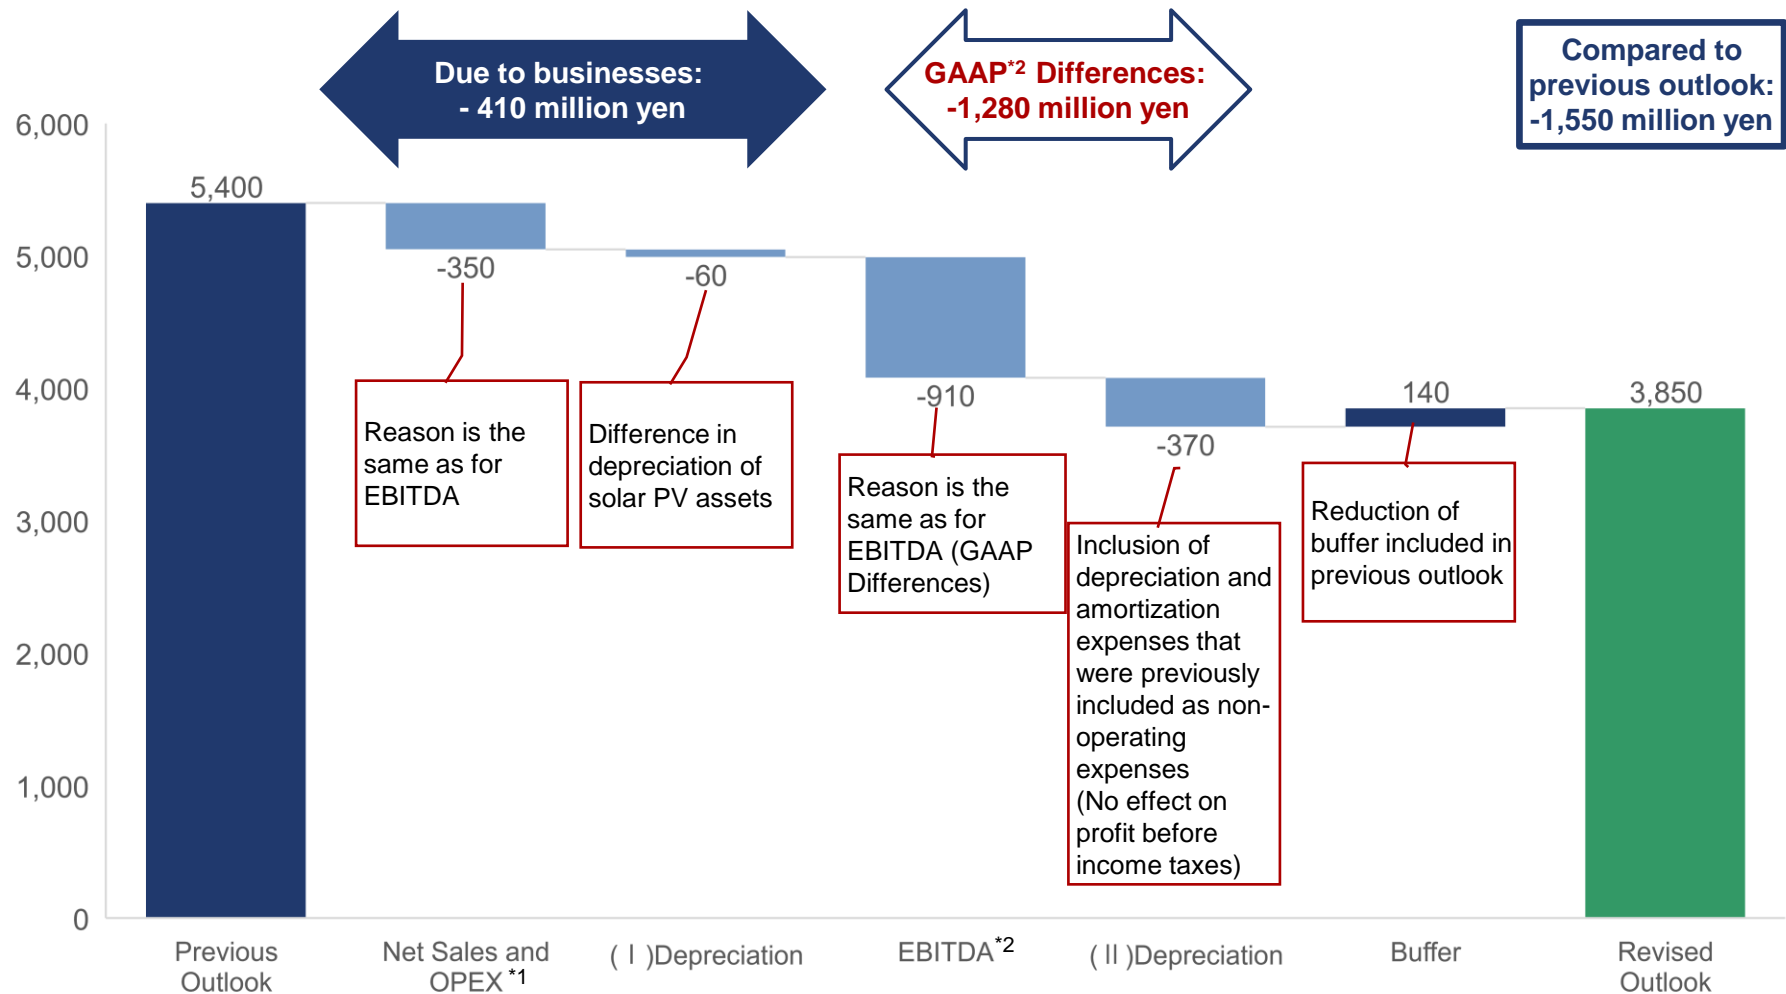 Due to businesses:
- 410 million yen
GAAP*2 Differences:
-1,280 million yen
Compared to
previous outlook:
-1,550 million yen
6,000
5,000
4,000
3,000
2,000
1,000
0
5,400
-350
-60
-910
-370
140
3,850
Reason is the
same as for
EBITDA
Difference in
depreciation of
solar PV assets
Reason is the
same as for
EBITDA (GAAP
Differences)
Inclusion of
depreciation and
amortization
expenses that
were previously
included as non-
operating
expenses
(No effect on
profit before
income taxes)
Reduction of
buffer included in
previous outlook
Previous
Outlook
Net Sales and
OPEX *1
(Ⅰ)Depreciation
EBITDA*2
(Ⅱ)Depreciation
Buffer
Revised
Outlook